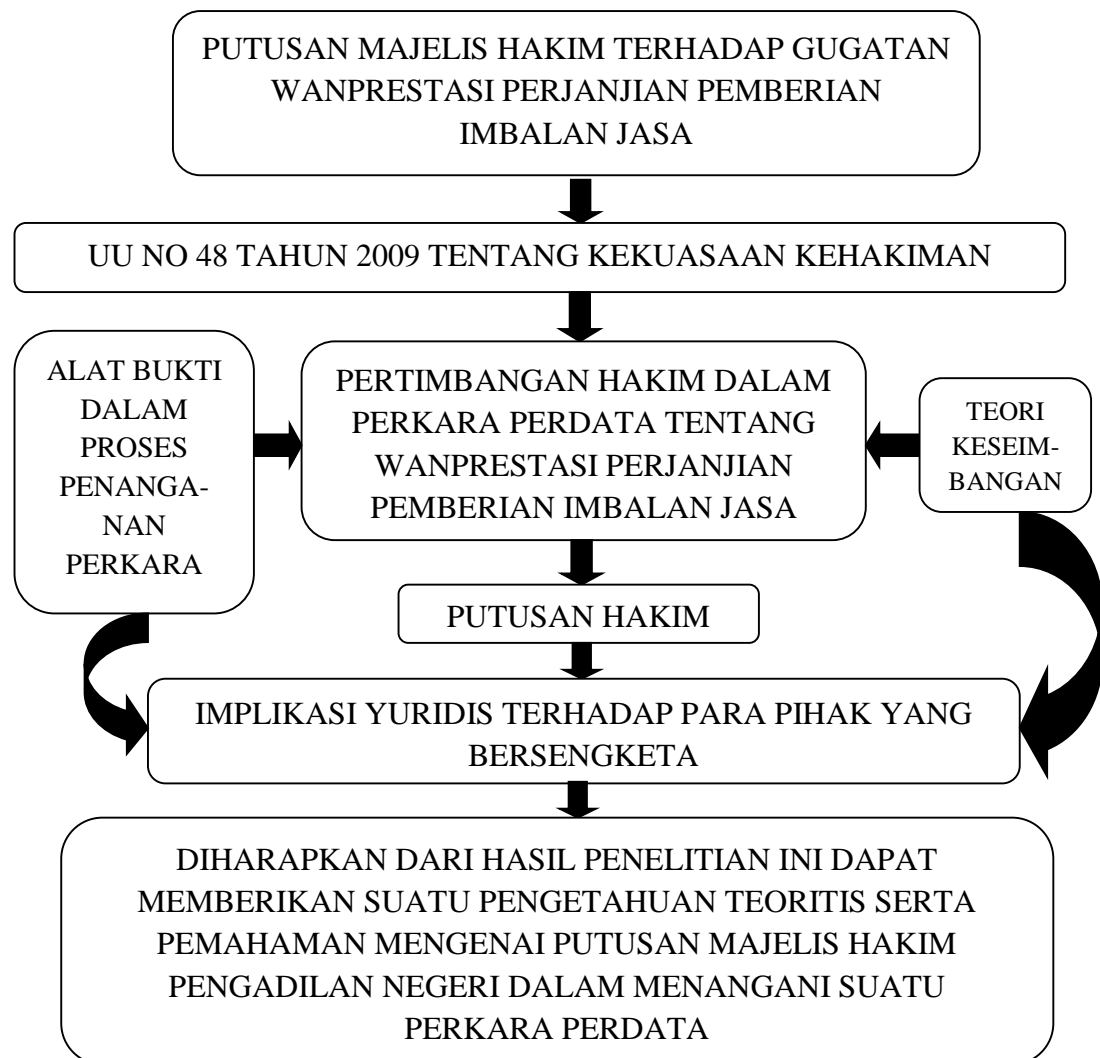 PUTUSAN MAJELIS HAKIM TERHADAP GUGATAN
WANPRESTASI PERJANJIAN PEMBERIAN
IMBALAN JASA
UU NO 48 TAHUN 2009 TENTANG KEKUASAAN KEHAKIMAN
ALAT BUKTI
DALAM
PROSES
PENANGA-
NAN
PERKARA
PERTIMBANGAN HAKIM DALAM
PERKARA PERDATA TENTANG
WANPRESTASI PERJANJIAN
PEMBERIAN IMBALAN JASA
TEORI
KESEIM-
BANGAN
PUTUSAN HAKIM
IMPLIKASI YURIDIS TERHADAP PARA PIHAK YANG
BERSENGKETA
DIHARAPKAN DARI HASIL PENELITIAN INI DAPAT
MEMBERIKAN SUATU PENGETAHUAN TEORITIS SERTA
PEMAHAMAN MENGENAI PUTUSAN MAJELIS HAKIM
PENGADILAN NEGERI DALAM MENANGANI SUATU
PERKARA PERDATA